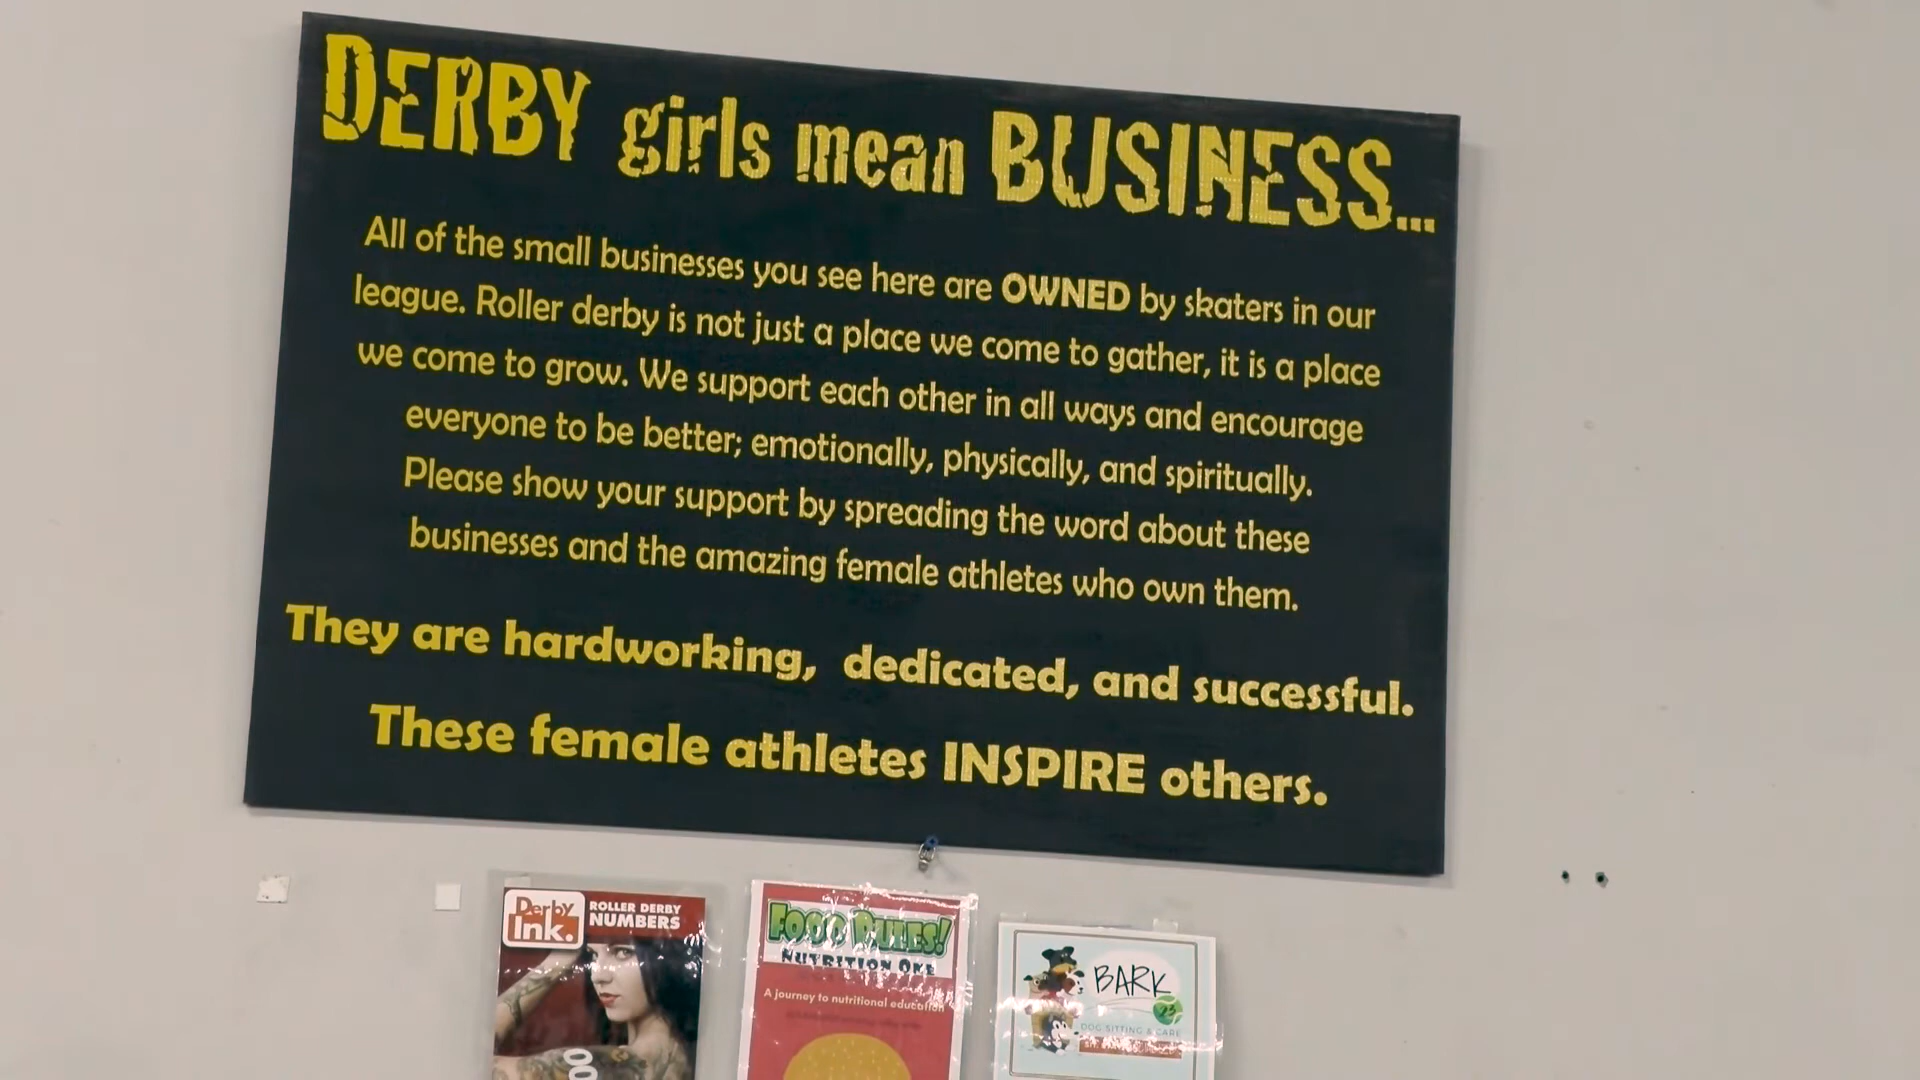 DERBY girls mean BUSINESS...
All of the small businesses you see here are OWNED by skaters in our
league. Roller derby is not just a place we come to gather, it is a place
we come to grow. We support each other in all ways and encourage
everyone to be better; emotionally, physically, and spiritually.
Please show your support by spreading the word about these
businesses and the amazing female athletes who own them.
They are hardworking, dedicated, and successful.
These female athletes INSPIRE others.
Derby
Ink.
ROLLER DERBY
NUMBERS
FOOD RULES!
NUTRITION ONE
A journey to nutritional education
BARK
DOG SITTING & CARE